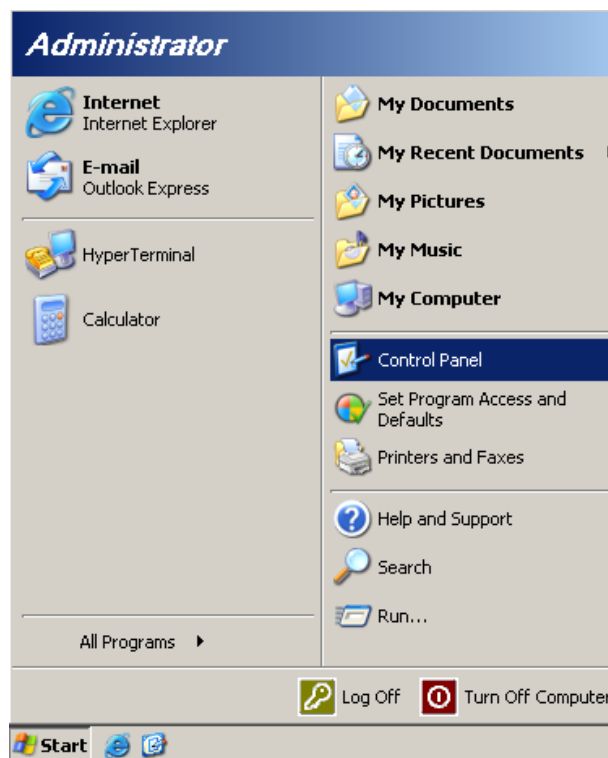 Administrator
Internet
Internet Explorer
E-mail
Outlook Express
HyperTerminal
Calculator
All Programs
My Documents
My Recent Documents
My Pictures
My Music
My Computer
Control Panel
Set Program Access and
Defaults
Printers and Faxes
Help and Support
Search
Run...
Log Off
Turn Off Computer
Start